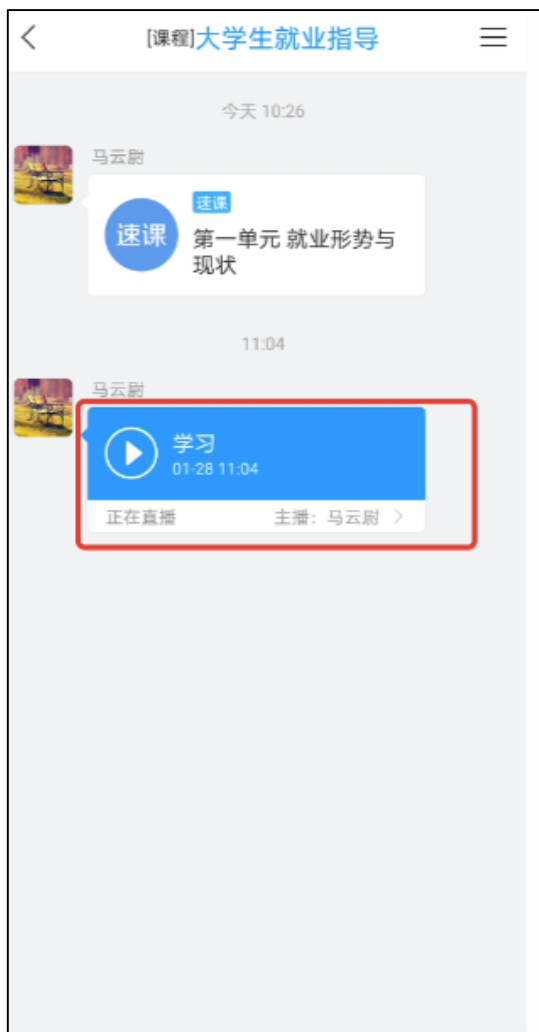 [课程]大学生就业指导
今天 10:26
马云尉
速课
速课
第一单元 就业形势与
现状
11:04
马云尉
学习
01-28 11:04
正在直播
主播：马云尉